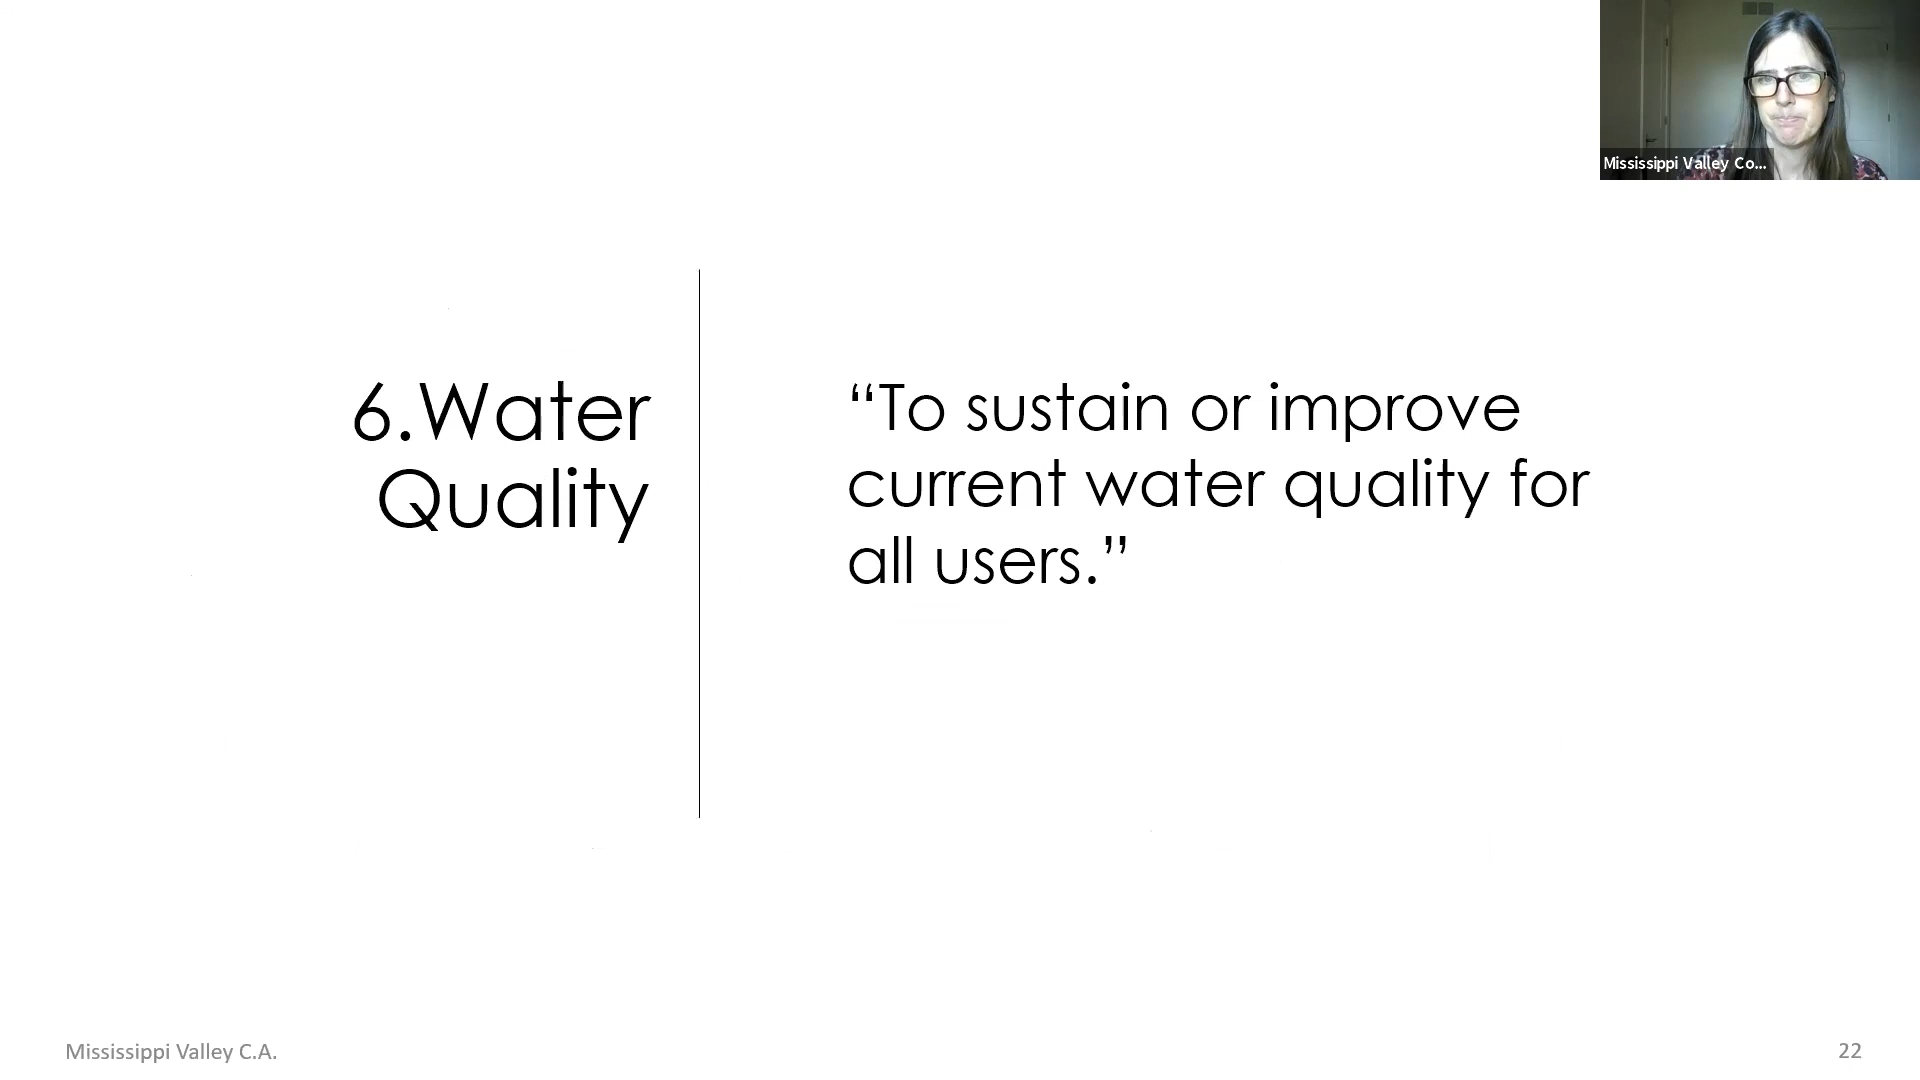 Mississippi Valley Co...
6.Water
Quality
“To sustain or improve
current water quality for
all users.”
Mississippi Valley C.A.
22